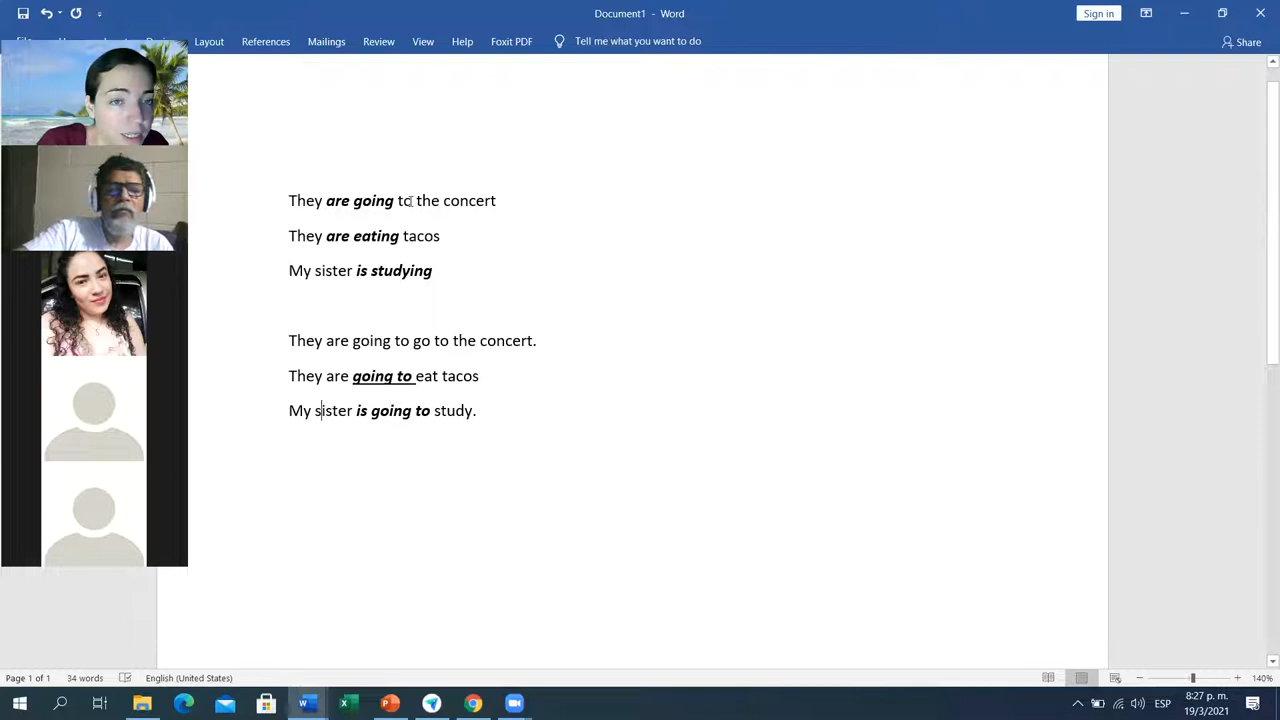 Document1 - Word
Sign in
Layout References Mailings Review View Help Foxit PDF Tell me what you want to do Share
They are going to the concert
They are eating tacos
My sister is studying
They are going to go to the concert.
They are going to eat tacos
My sister is going to study.
Page 1 of 1 34 words English (United States) 140%
ESP 8:27 p. m.
19/3/2021